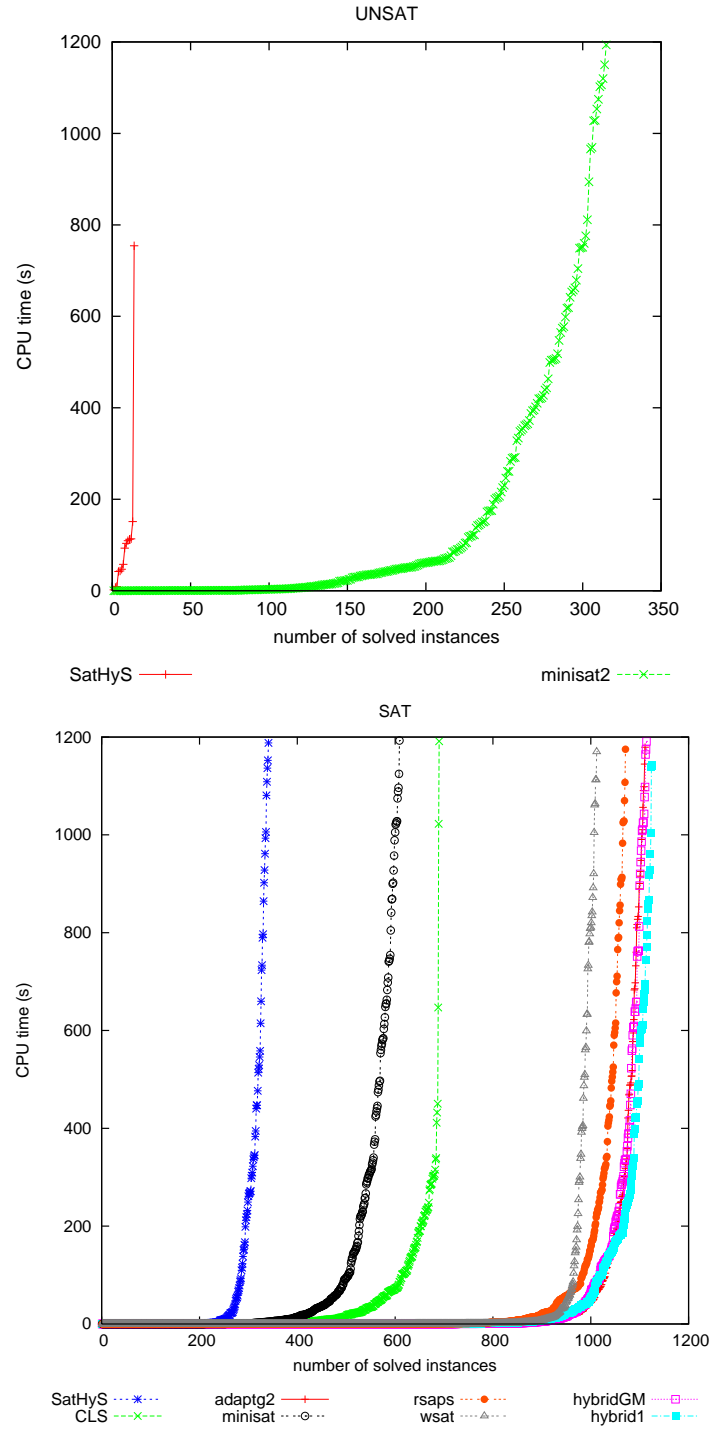 UNSAT
1200
1000
800
600
400
200
0
CPU time (s)
0 50 100 150 200 250 300 350
number of solved instances
SatHyS minisat2
SAT
1200
1000
800
600
400
200
0
CPU time (s)
0 200 400 600 800 1000 1200
number of solved instances
SatHyS adaptg2 rsaps hybridGM
CLS minisat wsat hybrid1